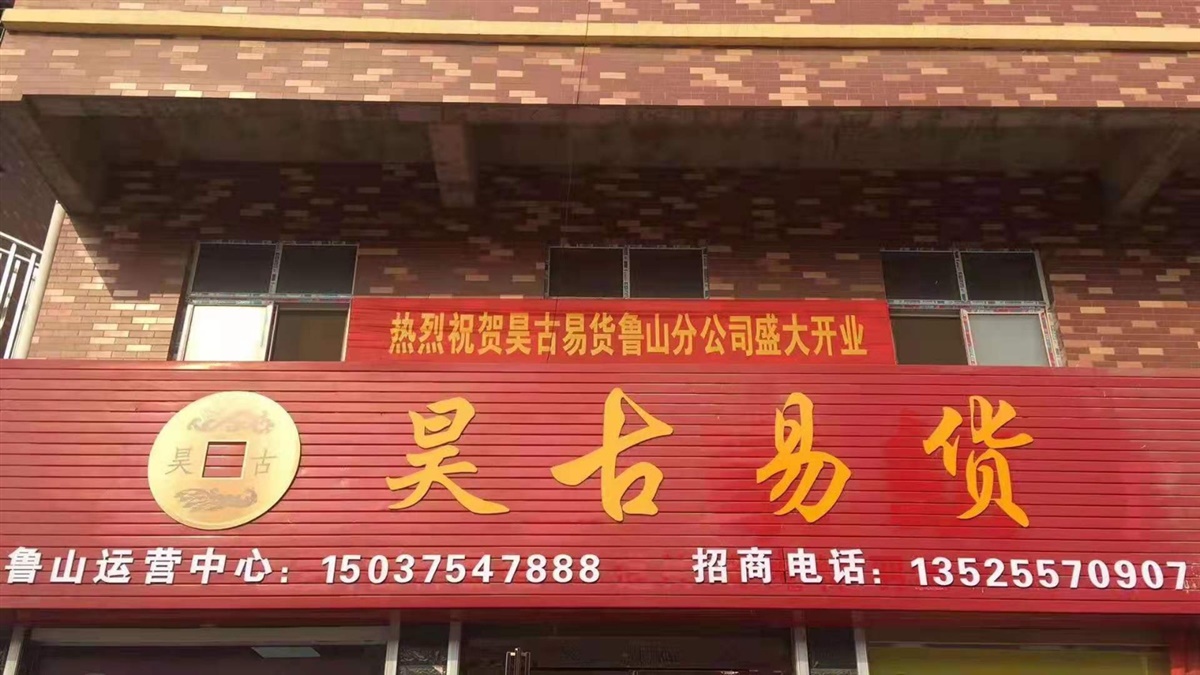 热烈祝贺昊古易货鲁山分公司盛大开业
昊古
昊古易货
鲁山运营中心：15037547888 招商电话：13525570907